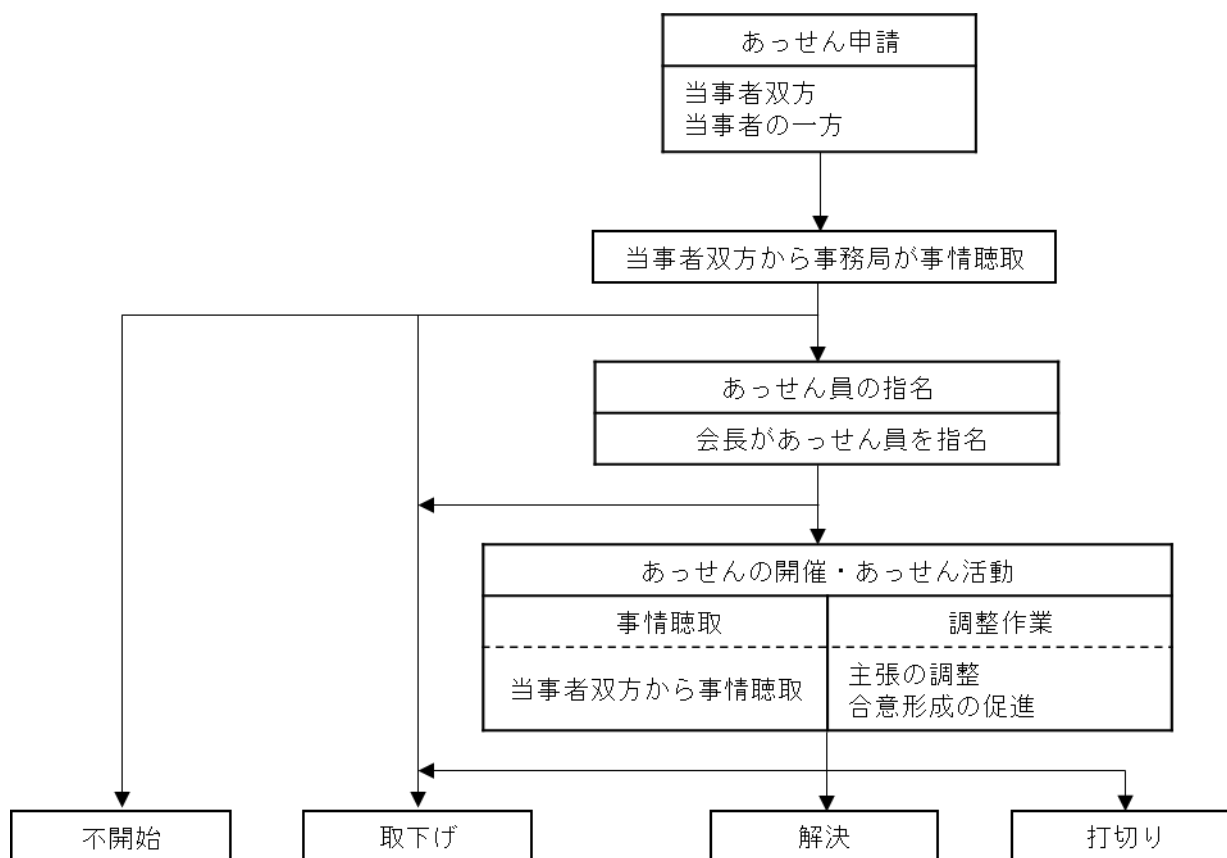 あっせん申請
当事者双方
当事者の一方
当事者双方から事務局が事情聴取
あっせん員の指名
会長があっせん員を指名
あっせんの開催・あっせん活動
事情聴取
調整作業
当事者双方から事情聴取
主張の調整
合意形成の促進
不開始
取下げ
解決
打切り